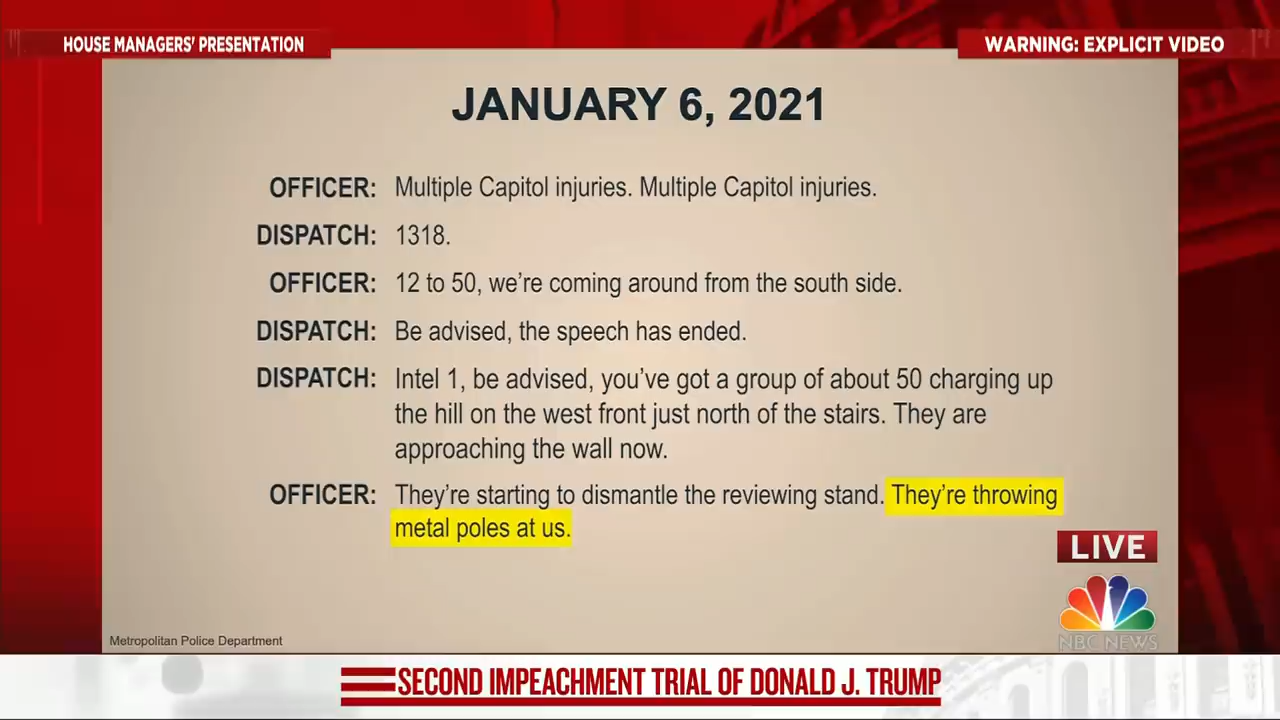 HOUSE MANAGERS' PRESENTATION
WARNING: EXPLICIT VIDEO
JANUARY 6, 2021
OFFICER: Multiple Capitol injuries. Multiple Capitol injuries.
DISPATCH: 1318.
OFFICER: 12 to 50, we’re coming around from the south side.
DISPATCH: Be advised, the speech has ended.
DISPATCH: Intel 1, be advised, you’ve got a group of about 50 charging up
the hill on the west front just north of the stairs. They are
approaching the wall now.
OFFICER: They’re starting to dismantle the reviewing stand. They’re throwing
metal poles at us.
LIVE
NBC NEWS
Metropolitan Police Department
SECOND IMPEACHMENT TRIAL OF DONALD J. TRUMP